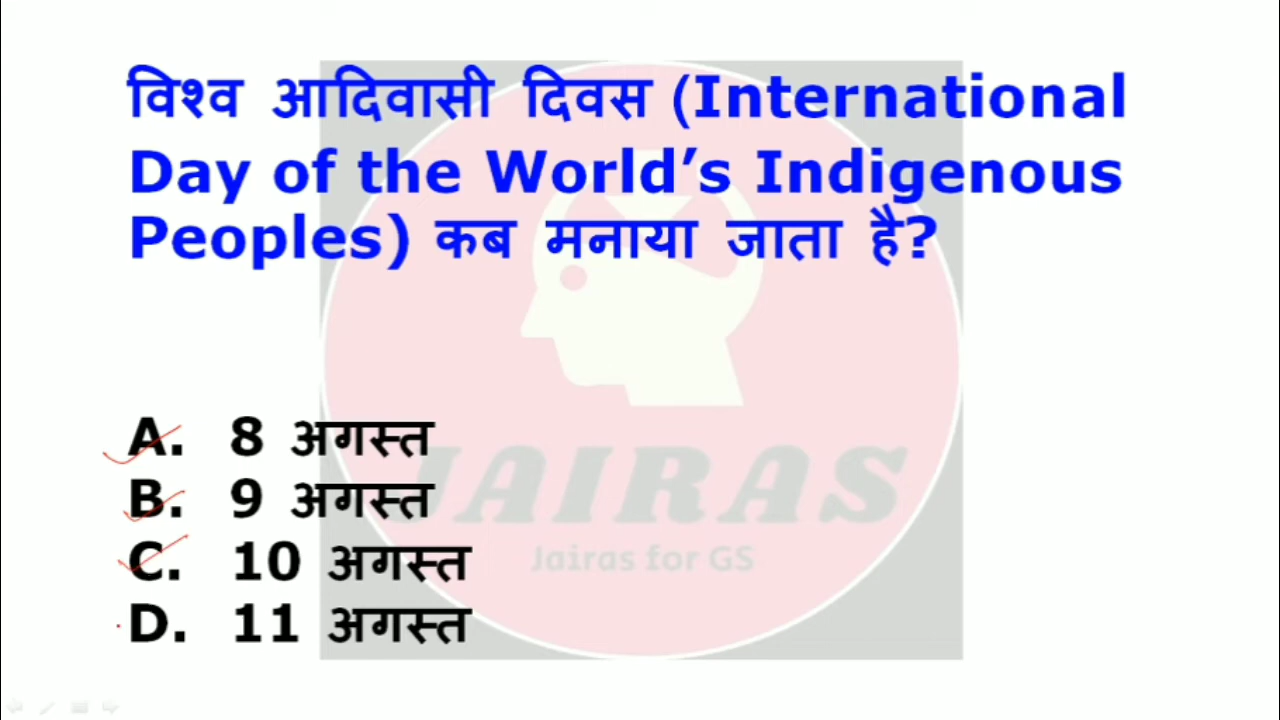 विश्व आदिवासी दिवस (International
Day of the World’s Indigenous
Peoples) कब मनाया जाता है?
A. 8 अगस्त
B. 9 अगस्त
C. 10 अगस्त
D. 11 अगस्त
JAIRAS
Jairas for GS